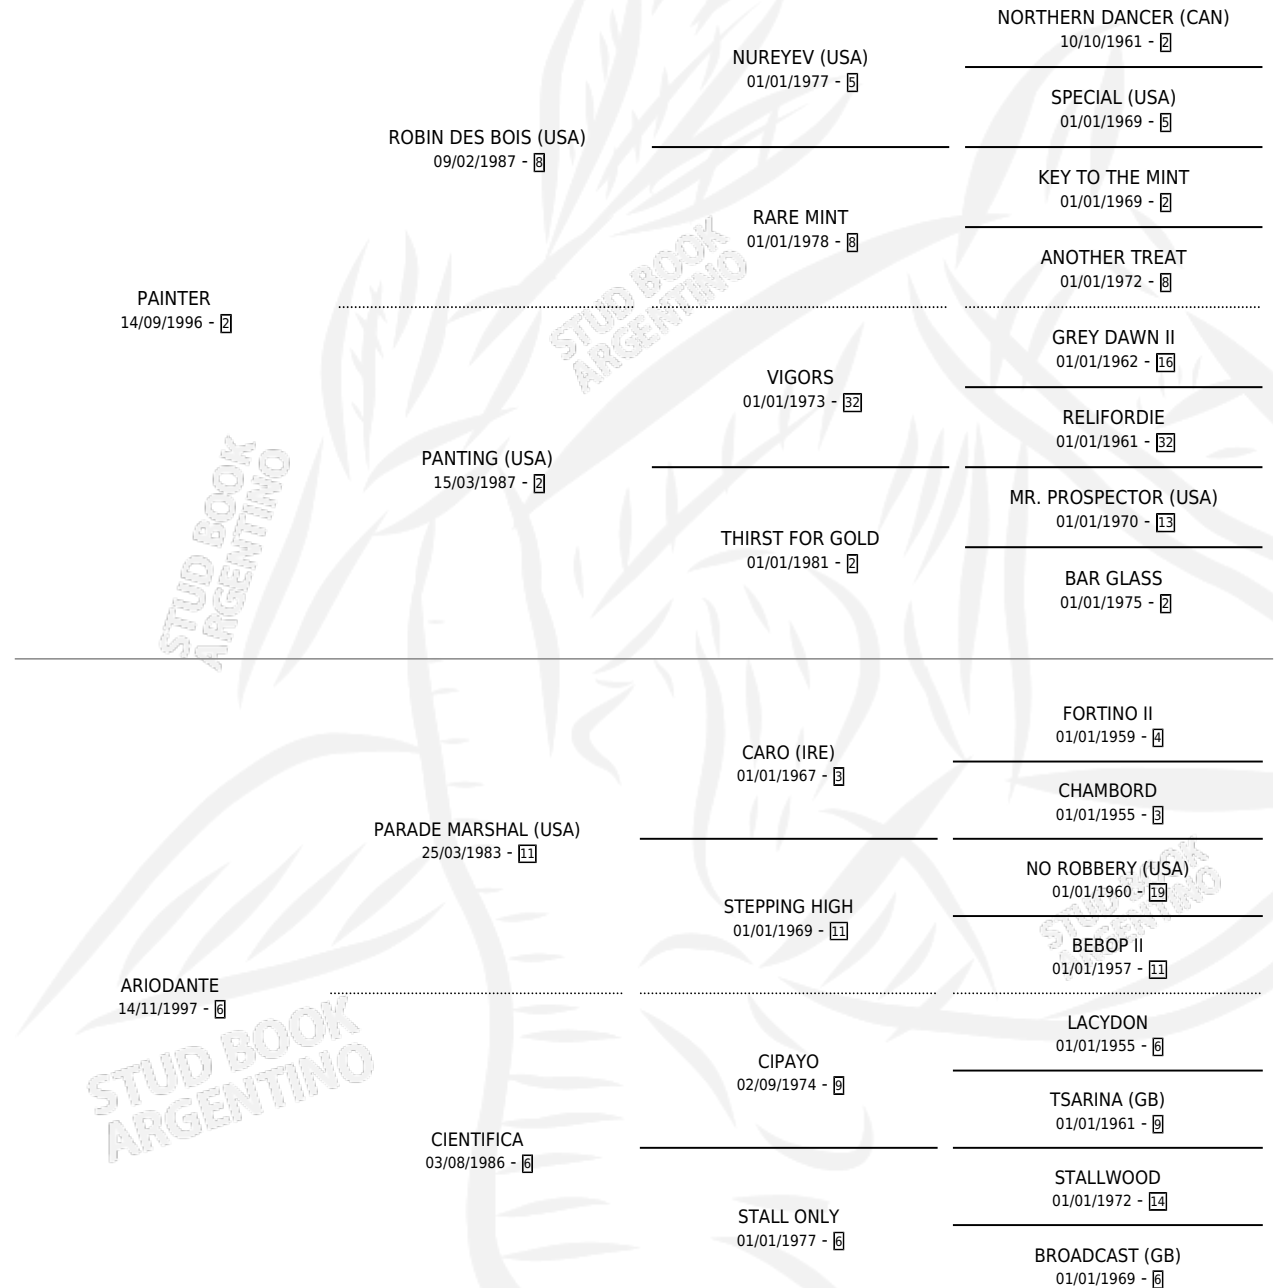 NORTHERN DANCER (CAN)
10/10/1961 - 2
NUREYEV (USA)
01/01/1977 - 5
SPECIAL (USA)
01/01/1969 - 5
ROBIN DES BOIS (USA)
09/02/1987 - 8
KEY TO THE MINT
01/01/1969 - 2
RARE MINT
01/01/1978 - 8
ANOTHER TREAT
01/01/1972 - 8
PAINTER
14/09/1996 - 2
STUD BOOK
ARGENTINO
GREY DAWN II
01/01/1962 - 16
VIGORS
01/01/1973 - 32
RELIFORDIE
01/01/1961 - 32
PANTING (USA)
15/03/1987 - 2
MR. PROSPECTOR (USA)
01/01/1970 - 13
THIRST FOR GOLD
01/01/1981 - 2
BAR GLASS
01/01/1975 - 2
STUD BOOK
ARGENTINO
FORTINO II
01/01/1959 - 4
CARO (IRE)
01/01/1967 - 3
CHAMBORD
01/01/1955 - 3
PARADE MARSHAL (USA)
25/03/1983 - 11
NO ROBBERY (USA)
01/01/1960 - 19
STEPPING HIGH
01/01/1969 - 11
BEBOP II
01/01/1957 - 11
STUD BOOK
ARGENTINO
ARIODANTE
14/11/1997 - 6
LACYDON
01/01/1955 - 6
CIPAYO
02/09/1974 - 9
TSARINA (GB)
01/01/1961 - 9
STUD BOOK
ARGENTINO
CIENTIFICA
03/08/1986 - 6
STALLWOOD
01/01/1972 - 14
STALL ONLY
01/01/1977 - 6
BROADCAST (GB)
01/01/1969 - 6